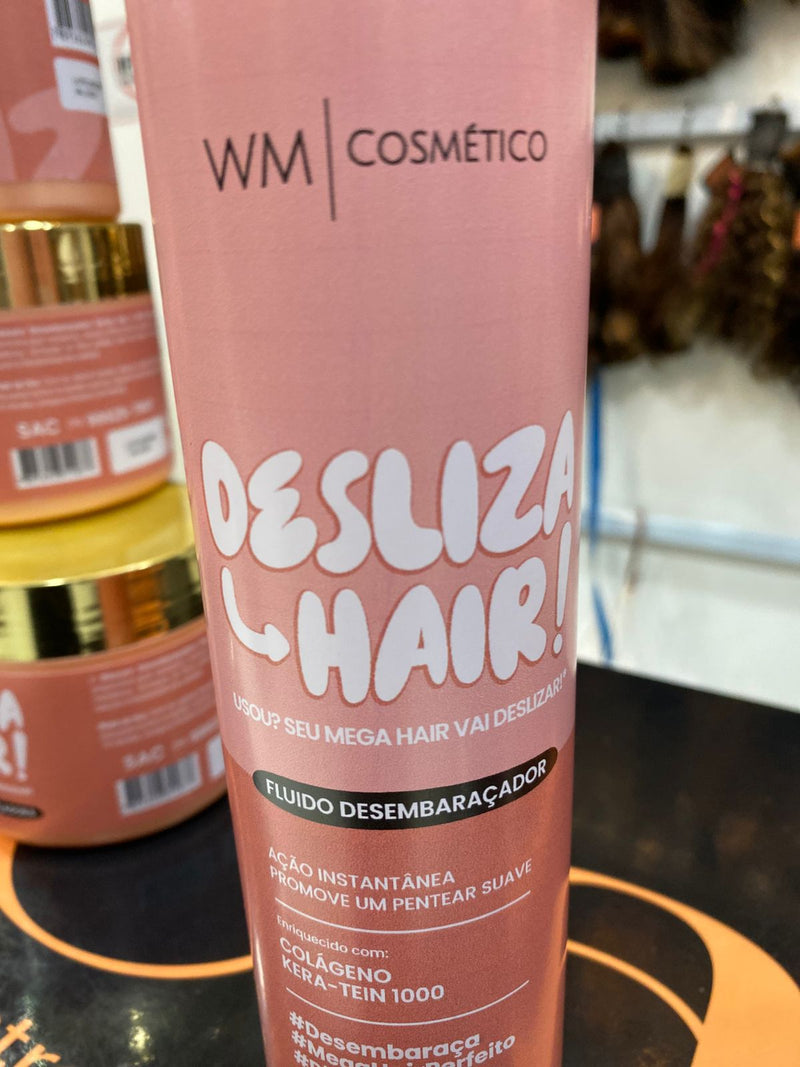 WM COSMÉTICO
DESLIZA
HAIR!
USOU? SEU MEGA HAIR VAI DESLIZAR!
FLUIDO DESEMBARAÇADOR
AÇÃO INSTANTÂNEA
PROMOVE UM PENTEAR SUAVE
Enriquecido com:
COLÁGENO
KERA-TEIN 1000
#Desembaraça
#MegaHairPerfeito
SAC
SAC